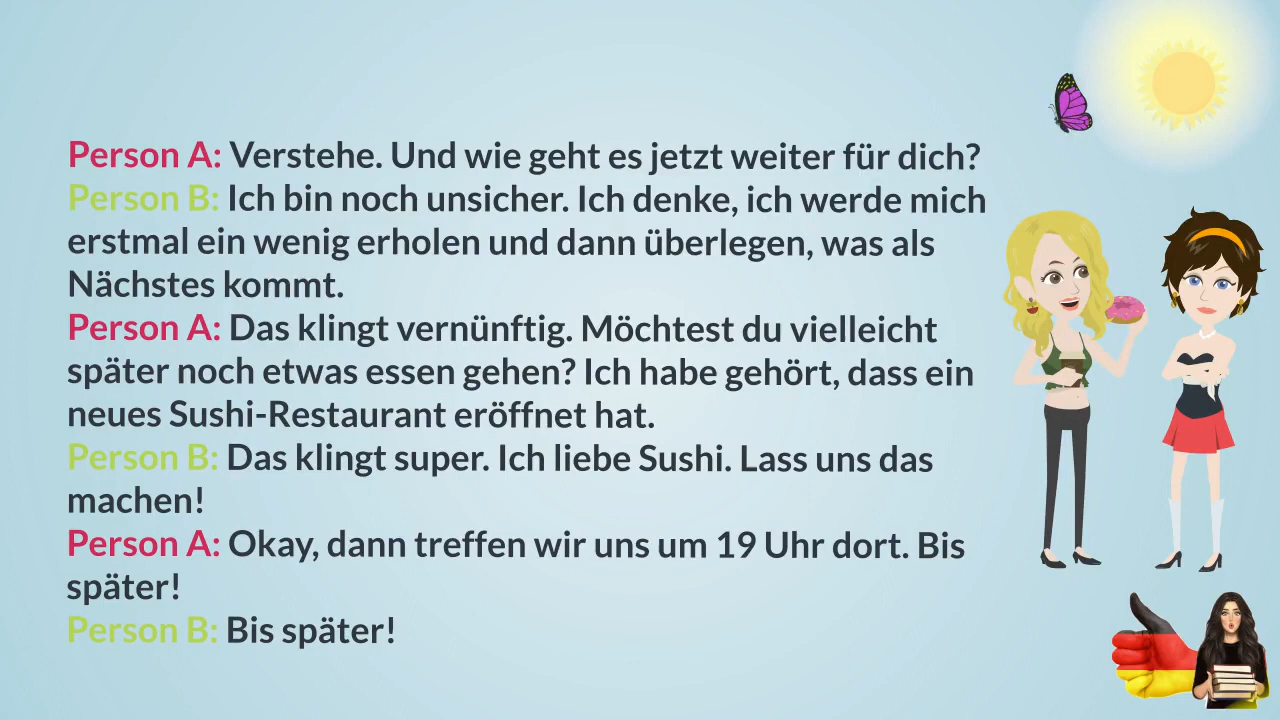 Person A: Verstehe. Und wie geht es jetzt weiter für dich?
Person B: Ich bin noch unsicher. Ich denke, ich werde mich
erstmal ein wenig erholen und dann überlegen, was als
Nächstes kommt.
Person A: Das klingt vernünftig. Möchtest du vielleicht
später noch etwas essen gehen? Ich habe gehört, dass ein
neues Sushi-Restaurant eröffnet hat.
Person B: Das klingt super. Ich liebe Sushi. Lass uns das
machen!
Person A: Okay, dann treffen wir uns um 19 Uhr dort. Bis
später!
Person B: Bis später!